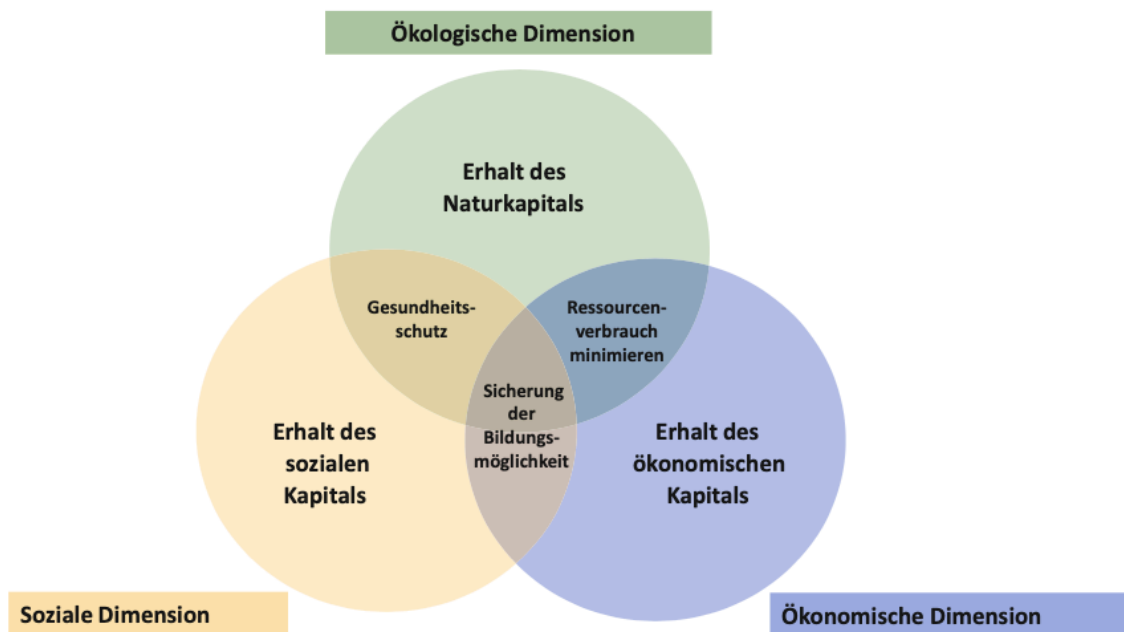 Ökologische Dimension
Erhalt des
Naturkapitals
Gesundheits-
schutz
Ressourcen-
verbrauch
minimieren
Sicherung
der
Bildungs-
möglichkeit
Erhalt des
sozialen
Kapitals
Erhalt des
ökonomischen
Kapitals
Soziale Dimension
Ökonomische Dimension